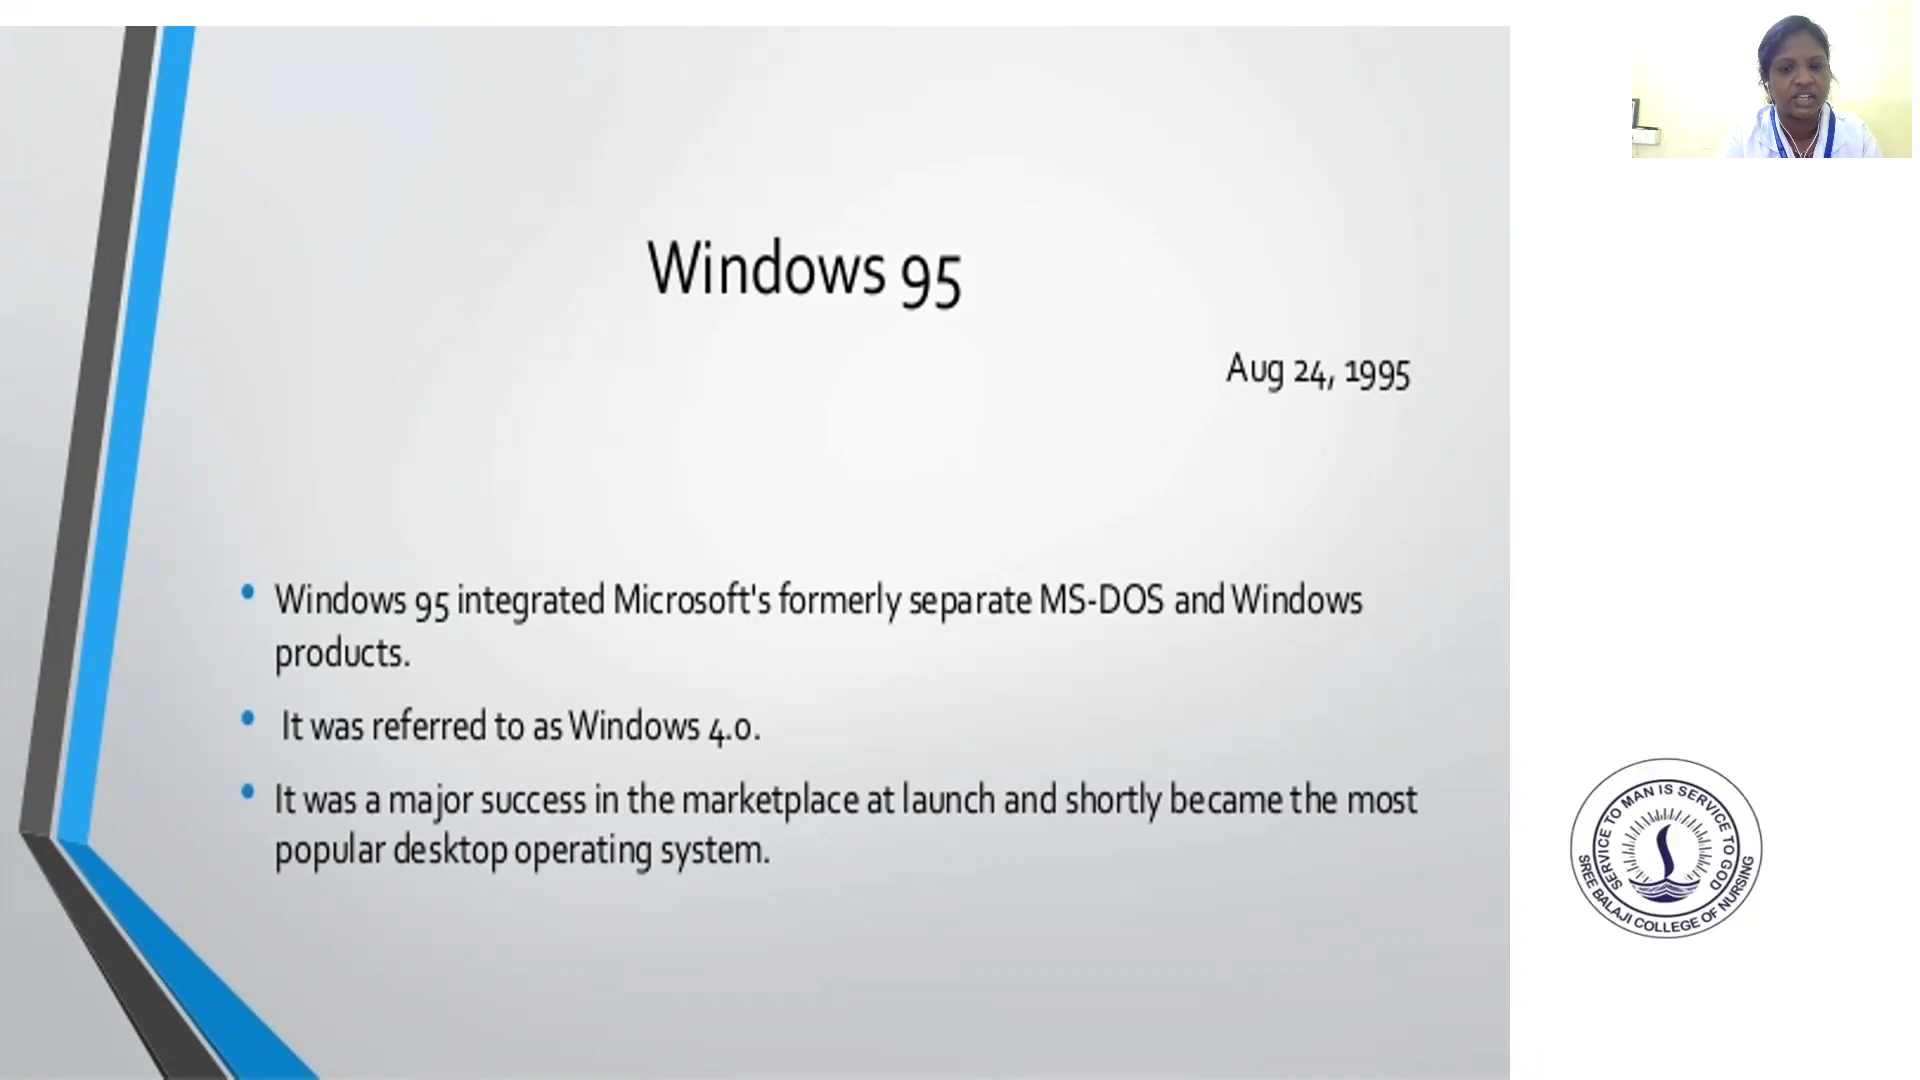 Windows 95
Aug 24, 1995
• Windows 95 integrated Microsoft's formerly separate MS-DOS and Windows
products.
• It was referred to as Windows 4.0.
• It was a major success in the marketplace at launch and shortly became the most
popular desktop operating system.
SERVICE TO MAN IS SERVICE TO GOD
SREE BALAJI COLLEGE OF NURSING